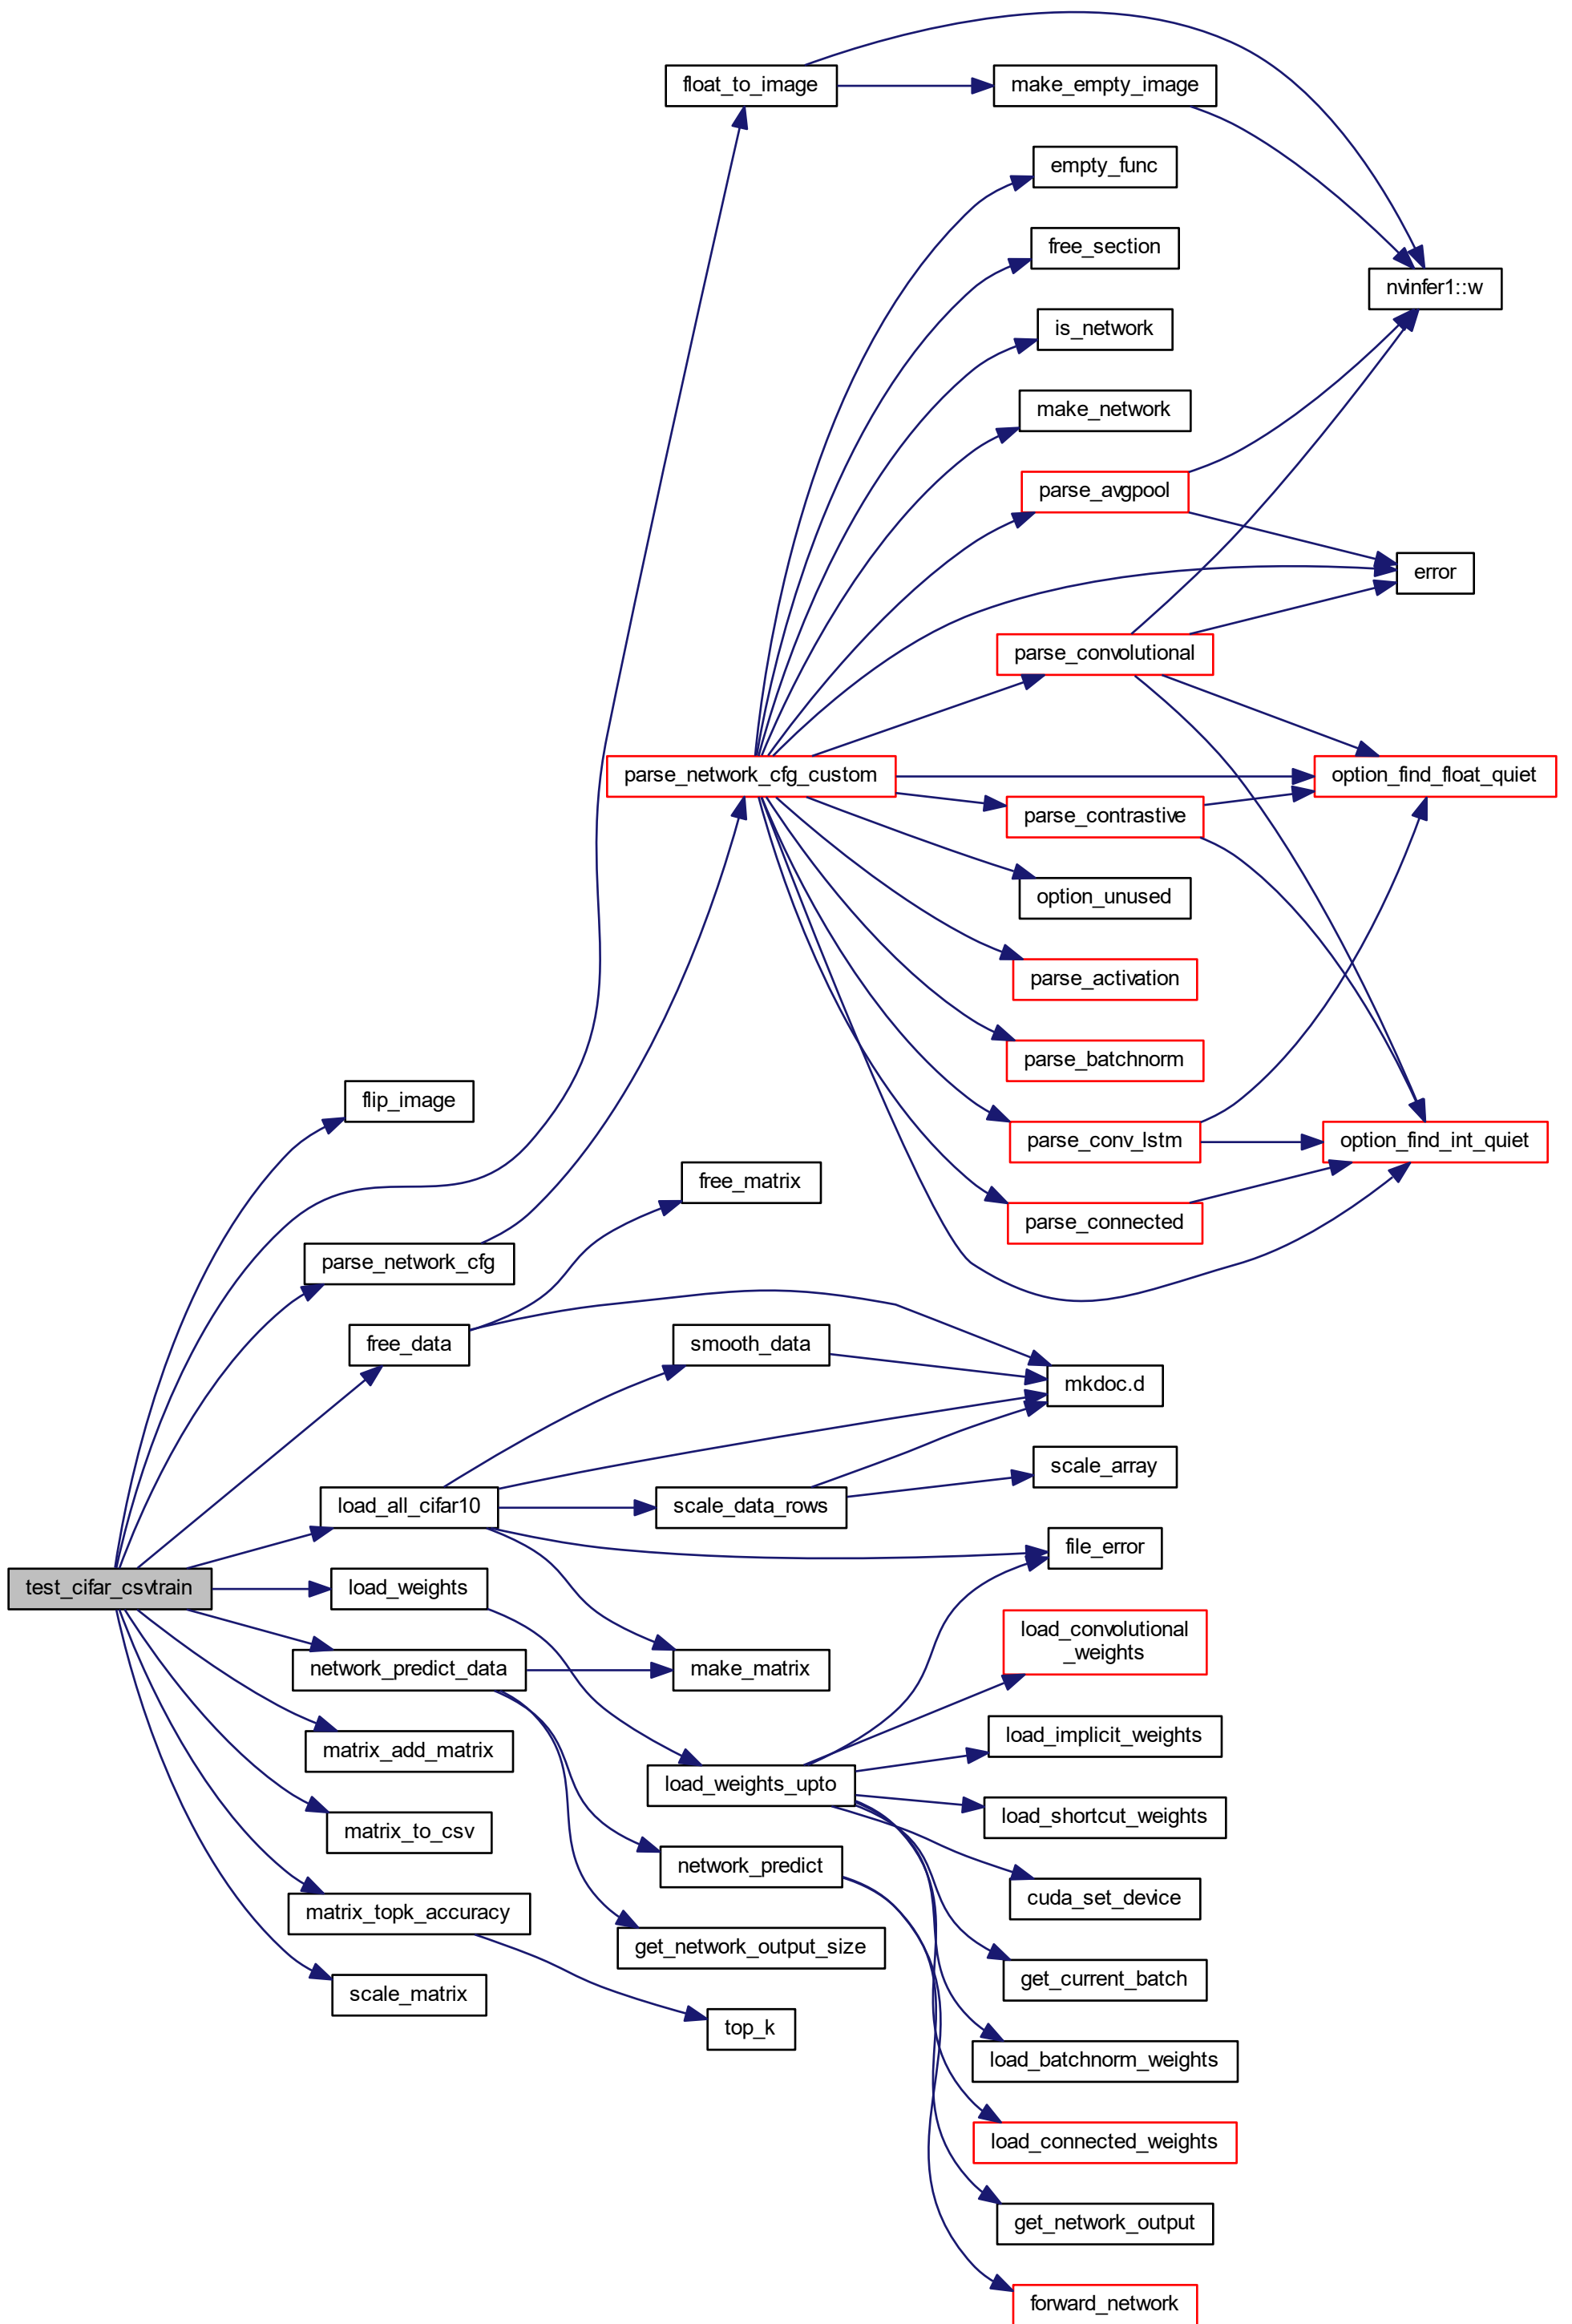 float_to_image
make_empty_image
empty_func
free_section
nvinfer1::w
is_network
make_network
parse_avgpool
error
parse_convolutional
parse_network_cfg_custom
option_find_float_quiet
parse_contrastive
option_unused
parse_activation
parse_batchnorm
flip_image
parse_conv_lstm
option_find_int_quiet
free_matrix
parse_connected
parse_network_cfg
free_data
smooth_data
mkdoc.d
scale_array
load_all_cifar10
scale_data_rows
file_error
test_cifar_csvtrain
load_weights
load_convolutional
_weights
network_predict_data
make_matrix
load_implicit_weights
matrix_add_matrix
load_weights_upto
load_shortcut_weights
matrix_to_csv
network_predict
cuda_set_device
matrix_topk_accuracy
get_network_output_size
get_current_batch
scale_matrix
top_k
load_batchnorm_weights
load_connected_weights
get_network_output
forward_network